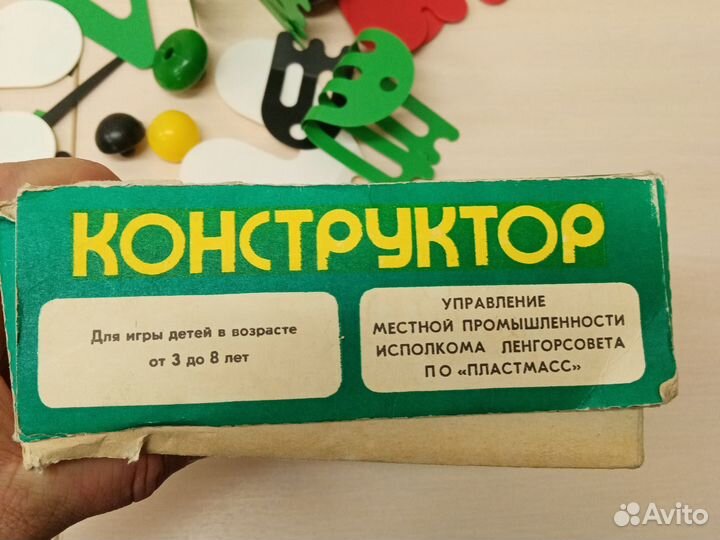 КОНСТРУКТОР
Для игры детей в возрасте
от 3 до 8 лет
УПРАВЛЕНИЕ
МЕСТНОЙ ПРОМЫШЛЕННОСТИ
ИСПОЛКОМА ЛЕНГОРСОВЕТА
ПО «ПЛАСТМАСС»
Avito